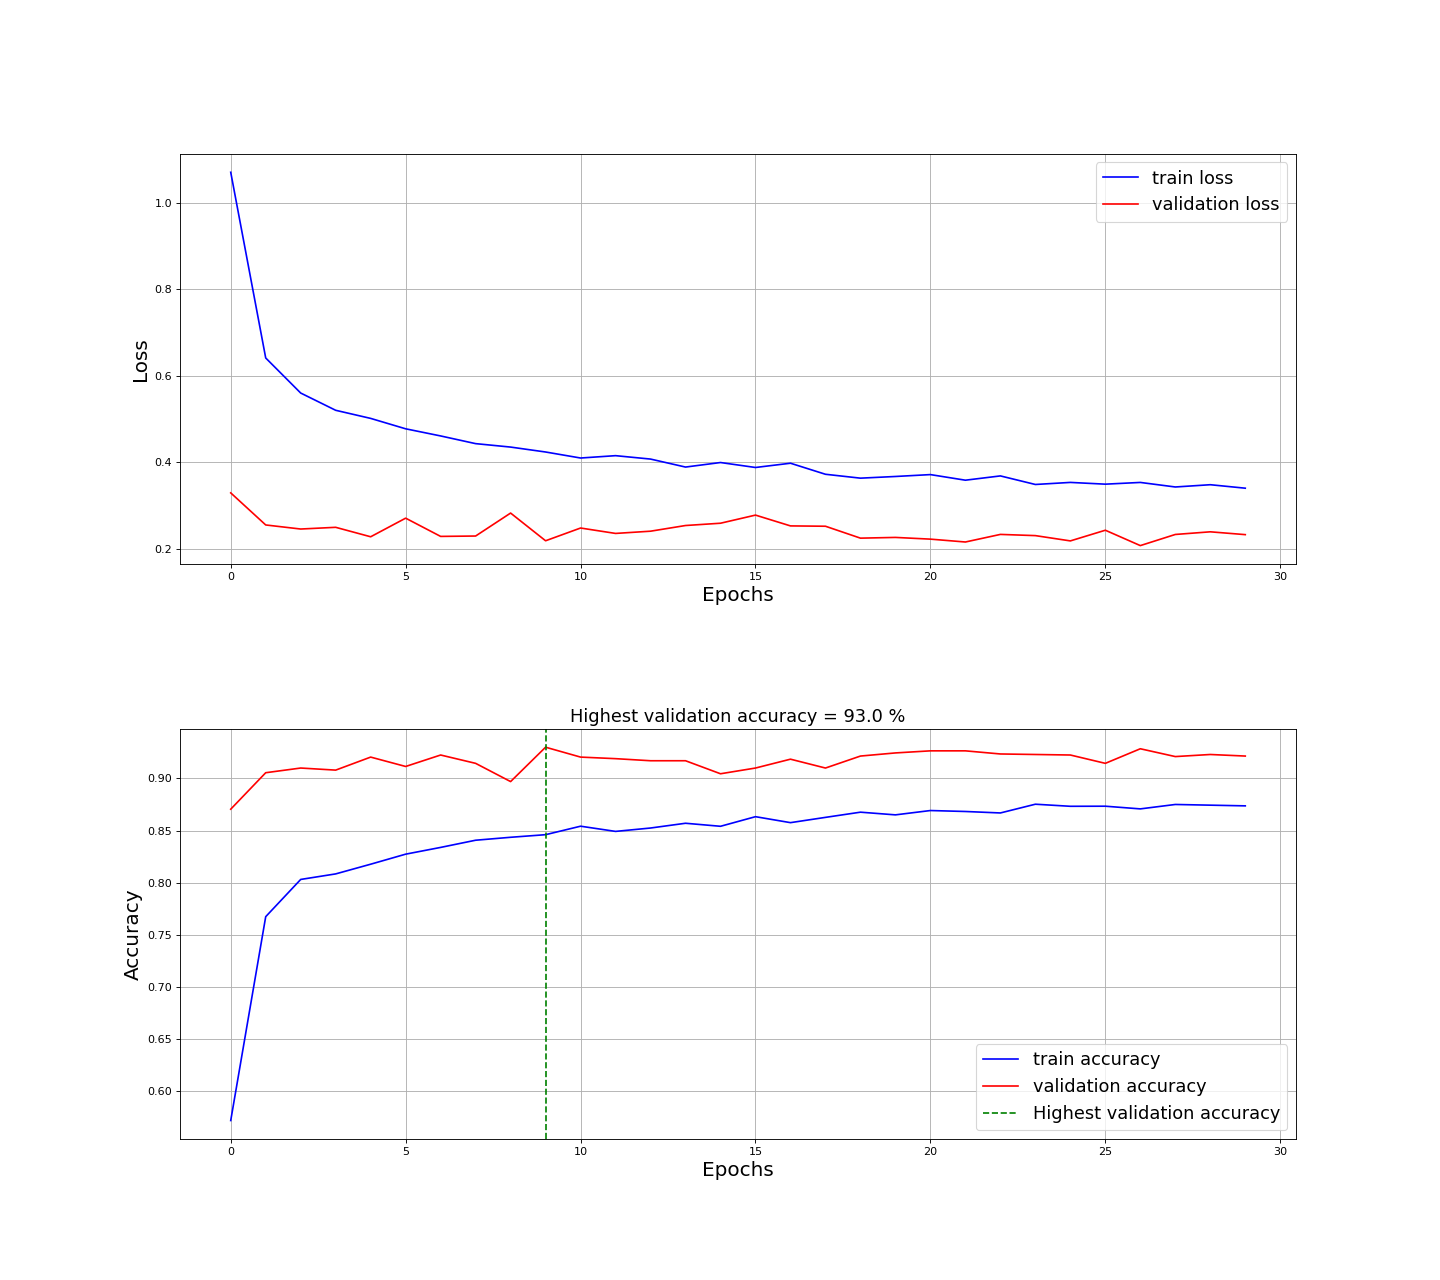 train loss
validation loss
1.0
0.8
0.6
0.4
0.2
Loss
0 5 10 15 20 25 30
Epochs
Highest validation accuracy = 93.0 %
0.90
0.85
0.80
0.75
0.70
0.65
0.60
Accuracy
train accuracy
validation accuracy
Highest validation accuracy
0 5 10 15 20 25 30
Epochs